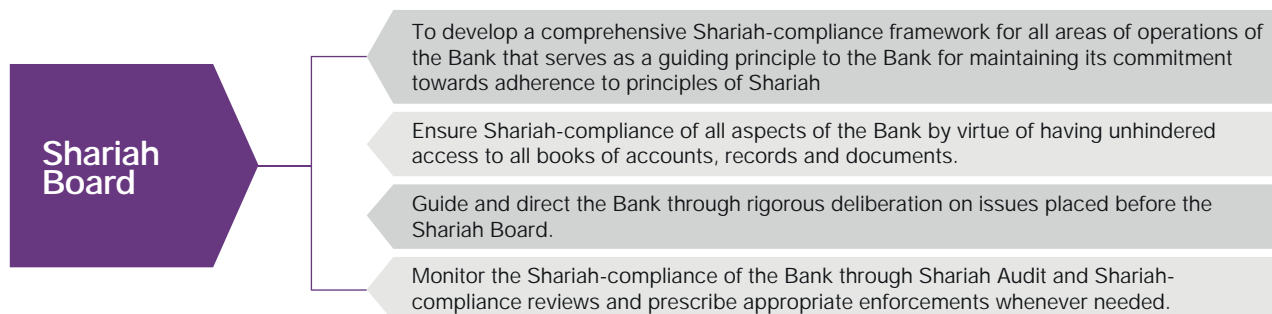 Shariah
Board
To develop a comprehensive Shariah-compliance framework for all areas of operations of
the Bank that serves as a guiding principle to the Bank for maintaining its commitment
towards adherence to principles of Shariah
Ensure Shariah-compliance of all aspects of the Bank by virtue of having unhindered
access to all books of accounts, records and documents.
Guide and direct the Bank through rigorous deliberation on issues placed before the
Shariah Board.
Monitor the Shariah-compliance of the Bank through Shariah Audit and Shariah-
compliance reviews and prescribe appropriate enforcements whenever needed.